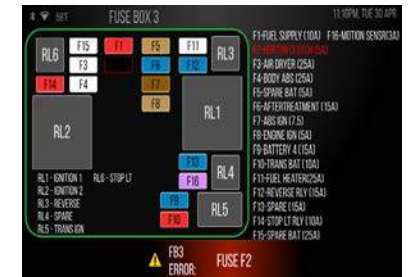 FUSE BOX 3
11:10PM, TUE 30 APR
F15 F1 F5 F11
RL6 RL3
F3 F6 F12
F14 F4 F7
F8
RL2 RL1
F13
RL4
F16
F9
RL5
F10
RL1 - IGNITION 1 RL6 - STOP LT
RL2 - IGNITION 2
RL3 - REVERSE
RL4 - SPARE
RL5 - TRANS IGN
F1-FUEL SUPPLY (10A) F16-MOTION SENSR(3A)
F3-AIR DRYER (25A)
F4-BODY ABS (25A)
F5-SPARE BAT (5A)
F6-AFTERTREATMENT (15A)
F7-ABS IGN (7.5)
F8-ENGINE IGN (5A)
F9-BATTERY 4 (15A)
F10-TRANS BAT (10A)
F11-FUEL HEATER(25A)
F12-REVERSE RLY (15A)
F13-SPARE (15A)
F14-STOP LT RLY (10A)
F15-SPARE BAT (25A)
FB3
ERROR: FUSE F2